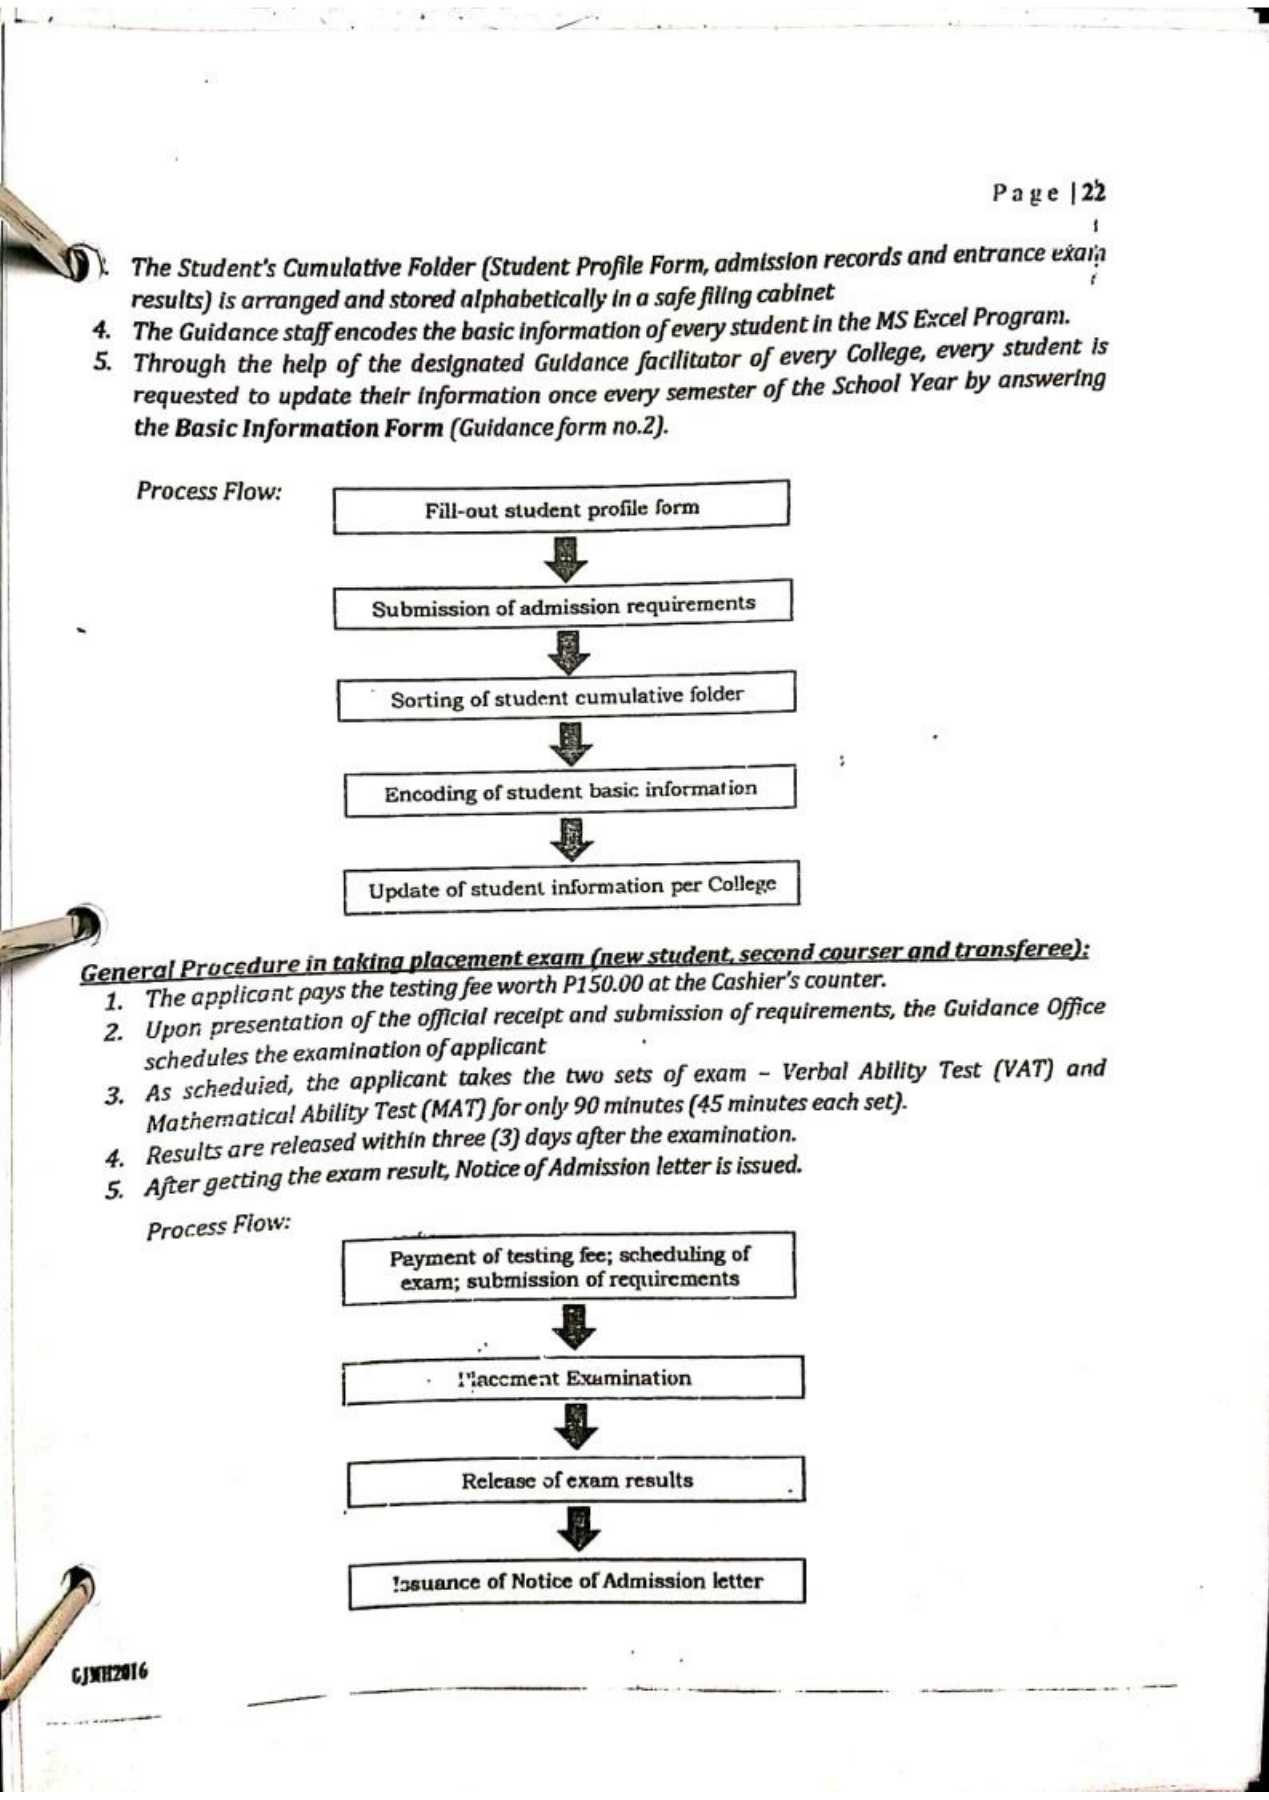 Page | 22
The Student's Cumulative Folder (Student Profile Form, admission records and entrance exam
results) is arranged and stored alphabetically in a safe filing cabinet
4. The Guidance staff encodes the basic information of every student in the MS Excel Program.
5. Through the help of the designated Guidance facilitator of every College, every student is
requested to update their information once every semester of the School Year by answering
the Basic Information Form (Guidance form no.2).
Process Flow:
Fill-out student profile form
Submission of admission requirements
Sorting of student cumulative folder
Encoding of student basic information
Update of student information per College
General Procedure in taking placement exam (new student, second courser and transferee):
1. The applicant pays the testing fee worth P150.00 at the Cashier's counter.
2. Upon presentation of the official receipt and submission of requirements, the Guidance Office
schedules the examination of applicant
3. As scheduled, the applicant takes the two sets of exam – Verbal Ability Test (VAT) and
Mathematical Ability Test (MAT) for only 90 minutes (45 minutes each set).
4. Results are released within three (3) days after the examination.
5. After getting the exam result, Notice of Admission letter is issued.
Process Flow:
Payment of testing fee; scheduling of
exam; submission of requirements
Placement Examination
Release of exam results
Issuance of Notice of Admission letter
GJMH2016